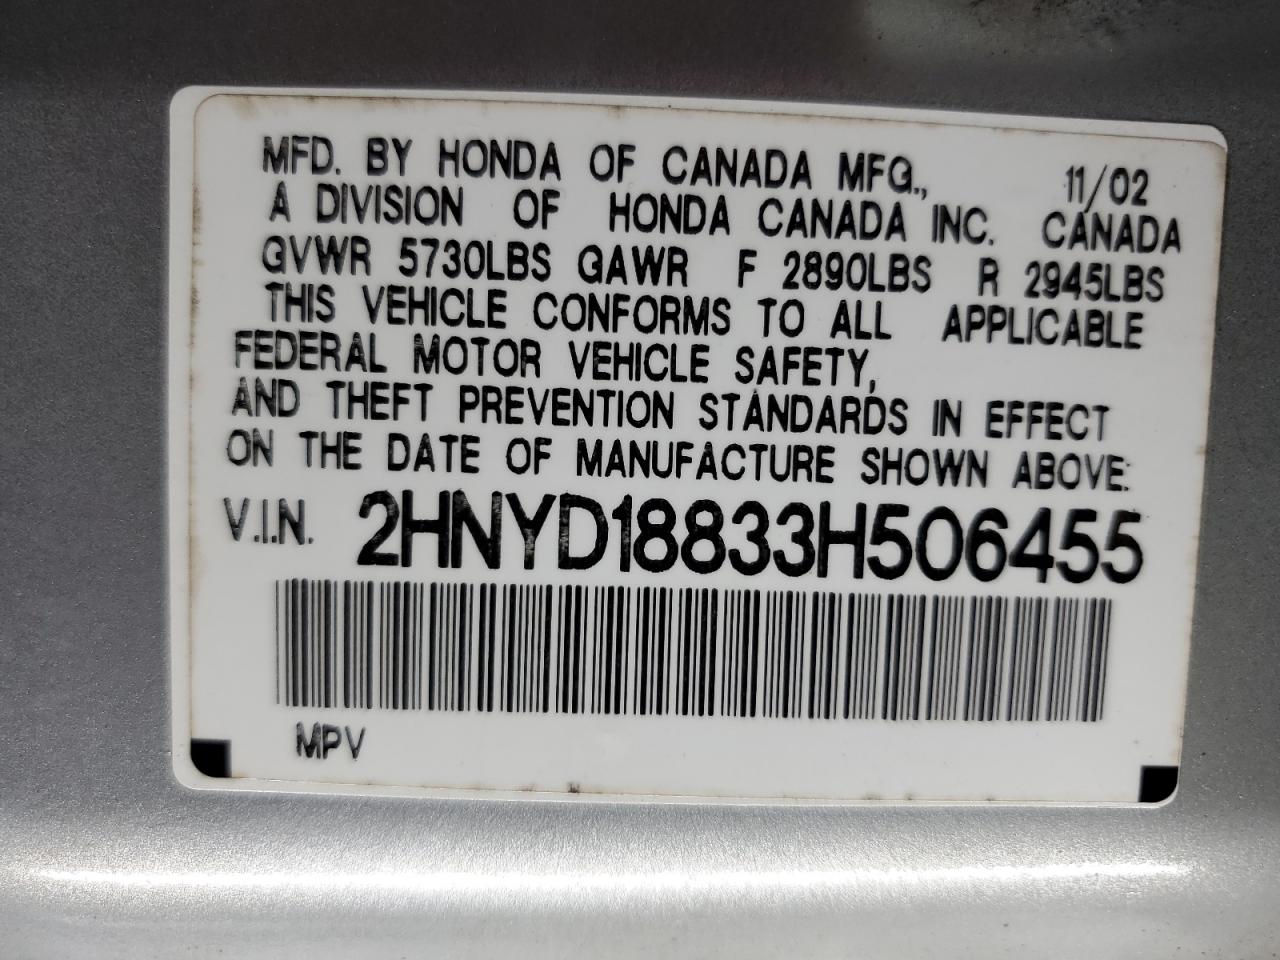 MFD. BY HONDA OF CANADA MFG., 11/02
A DIVISION OF HONDA CANADA INC. CANADA
GVWR 5730LBS GAWR F 2890LBS R 2945LBS
THIS VEHICLE CONFORMS TO ALL APPLICABLE
FEDERAL MOTOR VEHICLE SAFETY,
AND THEFT PREVENTION STANDARDS IN EFFECT
ON THE DATE OF MANUFACTURE SHOWN ABOVE:
V.I.N. 2HNYD18833H506455
MPV